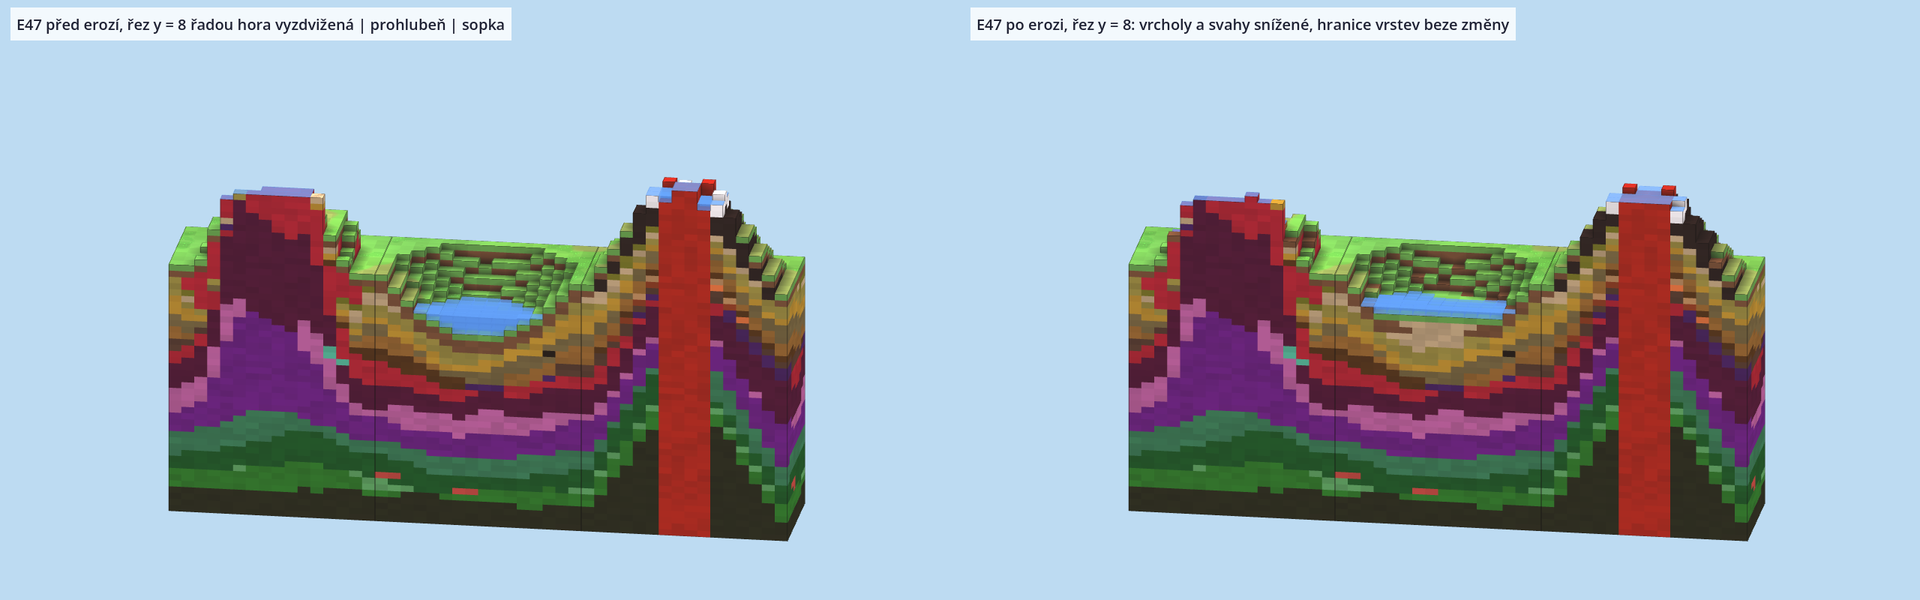 E47 před erozí, řez y = 8 řadou hora vyzdvižená | prohlubeň | sopka
E47 po erozi, řez y = 8: vrcholy a svahy snížené, hranice vrstev beze změny